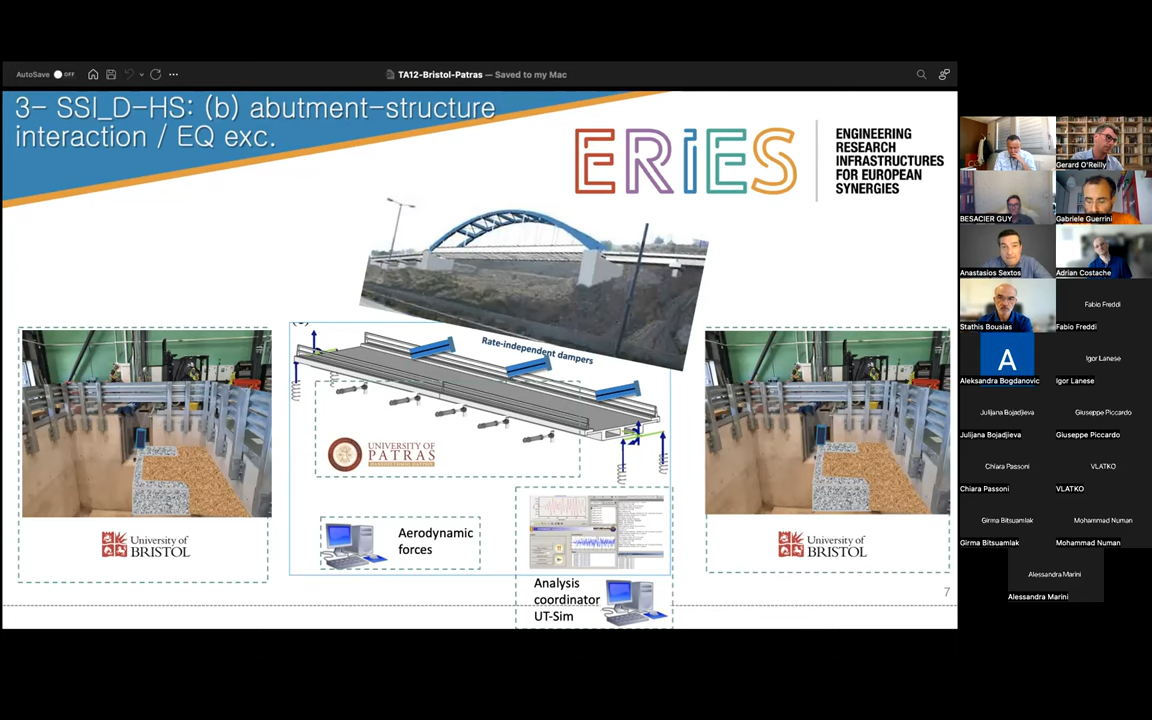 AutoSave OFF
TA12-Bristol-Patras — Saved to my Mac
3- SSI_D-HS: (b) abutment-structure
interaction / EQ exc.
ERIES
ENGINEERING
RESEARCH
INFRASTRUCTURES
FOR EUROPEAN
SYNERGIES
Rate-independent dampers
UNIVERSITY OF
PATRAS
University of
BRISTOL
Aerodynamic
forces
Analysis
coordinator
UT-Sim
University of
BRISTOL
7
Gerard O'Reilly
BESACIER GUY
Gabriele Guerrini
Anastasios Sextos
Adrian Costache
Stathis Bousias
Fabio Freddi
Fabio Freddi
A
Aleksandra Bogdanovic
Igor Lanese
Igor Lanese
Julijana Bojadjieva
Julijana Bojadjieva
Giuseppe Piccardo
Giuseppe Piccardo
Chiara Passoni
Chiara Passoni
VLATKO
VLATKO
Girma Bitsuamlak
Girma Bitsuamlak
Mohammad Numan
Mohammad Numan
Alessandra Marini
Alessandra Marini